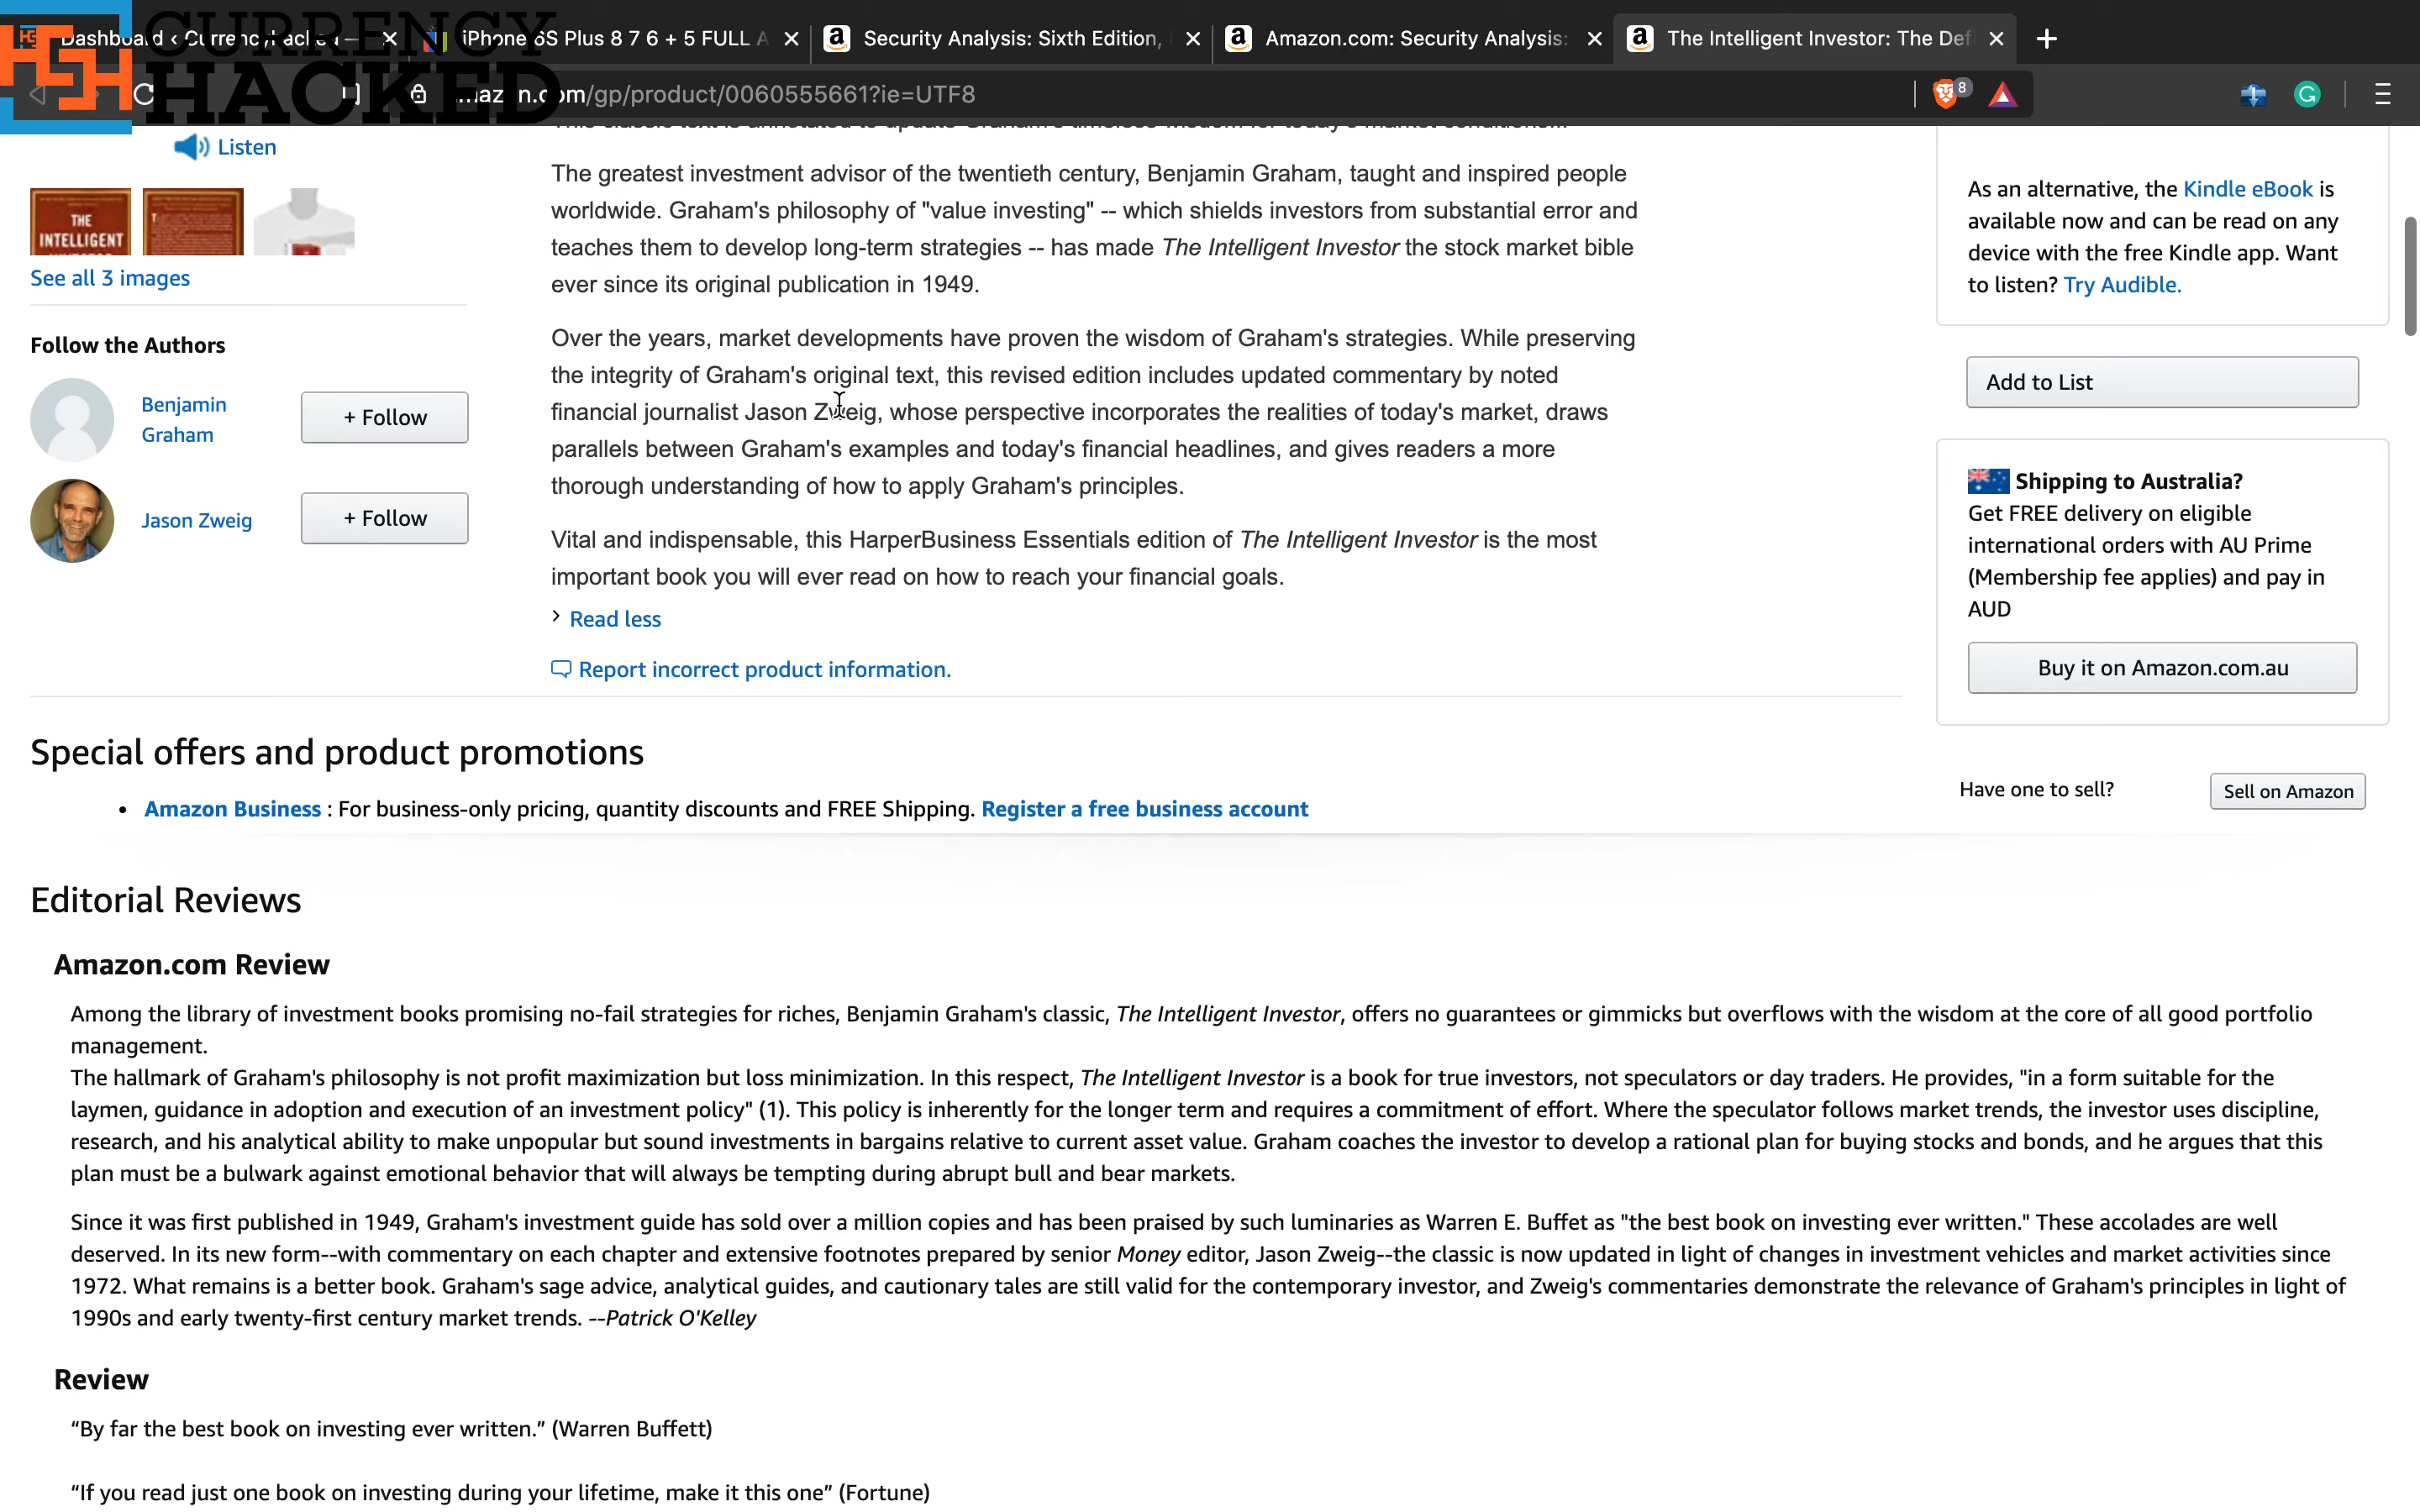 CURRENCY
HACKED
Dashboard ‹ CurrencyHacked —
iPhone 6S Plus 8 7 6 + 5 FULL A
Security Analysis: Sixth Edition,
Amazon.com: Security Analysis:
The Intelligent Investor: The Def
amazon.com/gp/product/0060555661?ie=UTF8
8
This classic text is annotated to update Graham's timeless wisdom for today's market conditions...
Listen
The greatest investment advisor of the twentieth century, Benjamin Graham, taught and inspired people
worldwide. Graham's philosophy of "value investing" -- which shields investors from substantial error and
teaches them to develop long-term strategies -- has made The Intelligent Investor the stock market bible
ever since its original publication in 1949.
THE
INTELLIGENT
See all 3 images
Follow the Authors
Benjamin
Graham
+ Follow
Jason Zweig
+ Follow
Over the years, market developments have proven the wisdom of Graham's strategies. While preserving
the integrity of Graham's original text, this revised edition includes updated commentary by noted
financial journalist Jason Zweig, whose perspective incorporates the realities of today's market, draws
parallels between Graham's examples and today's financial headlines, and gives readers a more
thorough understanding of how to apply Graham's principles.
Vital and indispensable, this HarperBusiness Essentials edition of The Intelligent Investor is the most
important book you will ever read on how to reach your financial goals.
Read less
Report incorrect product information.
As an alternative, the Kindle eBook is
available now and can be read on any
device with the free Kindle app. Want
to listen? Try Audible.
Add to List
Shipping to Australia?
Get FREE delivery on eligible
international orders with AU Prime
(Membership fee applies) and pay in
AUD
Buy it on Amazon.com.au
Have one to sell?
Sell on Amazon
Special offers and product promotions
• Amazon Business : For business-only pricing, quantity discounts and FREE Shipping. Register a free business account
Editorial Reviews
Amazon.com Review
Among the library of investment books promising no-fail strategies for riches, Benjamin Graham's classic, The Intelligent Investor, offers no guarantees or gimmicks but overflows with the wisdom at the core of all good portfolio
management.
The hallmark of Graham's philosophy is not profit maximization but loss minimization. In this respect, The Intelligent Investor is a book for true investors, not speculators or day traders. He provides, "in a form suitable for the
laymen, guidance in adoption and execution of an investment policy" (1). This policy is inherently for the longer term and requires a commitment of effort. Where the speculator follows market trends, the investor uses discipline,
research, and his analytical ability to make unpopular but sound investments in bargains relative to current asset value. Graham coaches the investor to develop a rational plan for buying stocks and bonds, and he argues that this
plan must be a bulwark against emotional behavior that will always be tempting during abrupt bull and bear markets.
Since it was first published in 1949, Graham's investment guide has sold over a million copies and has been praised by such luminaries as Warren E. Buffet as "the best book on investing ever written." These accolades are well
deserved. In its new form--with commentary on each chapter and extensive footnotes prepared by senior Money editor, Jason Zweig--the classic is now updated in light of changes in investment vehicles and market activities since
1972. What remains is a better book. Graham's sage advice, analytical guides, and cautionary tales are still valid for the contemporary investor, and Zweig's commentaries demonstrate the relevance of Graham's principles in light of
1990s and early twenty-first century market trends. --Patrick O'Kelley
Review
“By far the best book on investing ever written.” (Warren Buffett)
“If you read just one book on investing during your lifetime, make it this one” (Fortune)